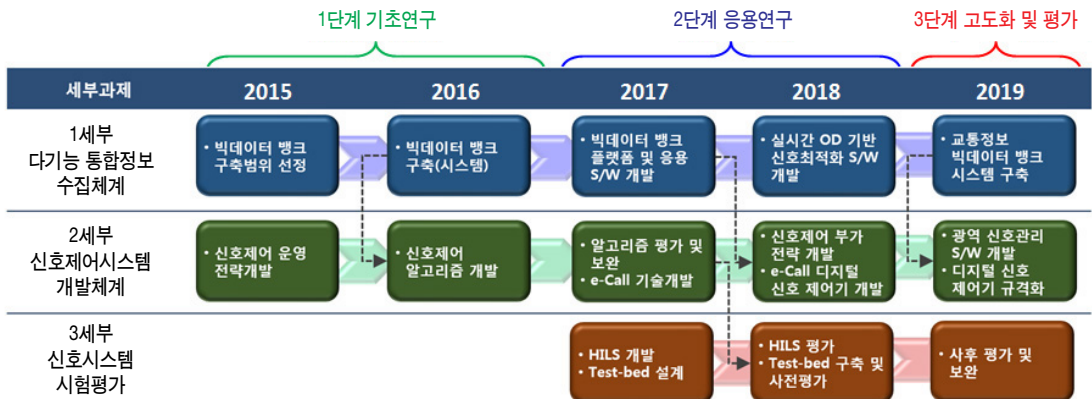 1단계 기초연구
2단계 응용연구
3단계 고도화 및 평가
세부과제
2015
2016
2017
2018
2019
1세부
다기능 통합정보
수집체계
• 빅데이터 뱅크
구축범위 선정
• 빅데이터 뱅크
구축(시스템)
• 빅데이터 뱅크
플랫폼 및 응용
S/W 개발
• 실시간 OD 기반
신호최적화 S/W
개발
• 교통정보
빅데이터 뱅크
시스템 구축
2세부
신호제어시스템
개발체계
• 신호제어 운영
전략개발
• 신호제어
알고리즘 개발
• 알고리즘 평가 및
보완
• e-Call 기술개발
• 신호제어 부가
전략 개발
• e-Call 디지털
신호 제어기 개발
• 광역 신호관리
S/W 개발
• 디지털 신호
제어기 규격화
3세부
신호시스템
시험평가
• HILS 개발
• Test-bed 설계
• HILS 평가
• Test-bed 구축 및
사전평가
• 사후 평가 및
보완